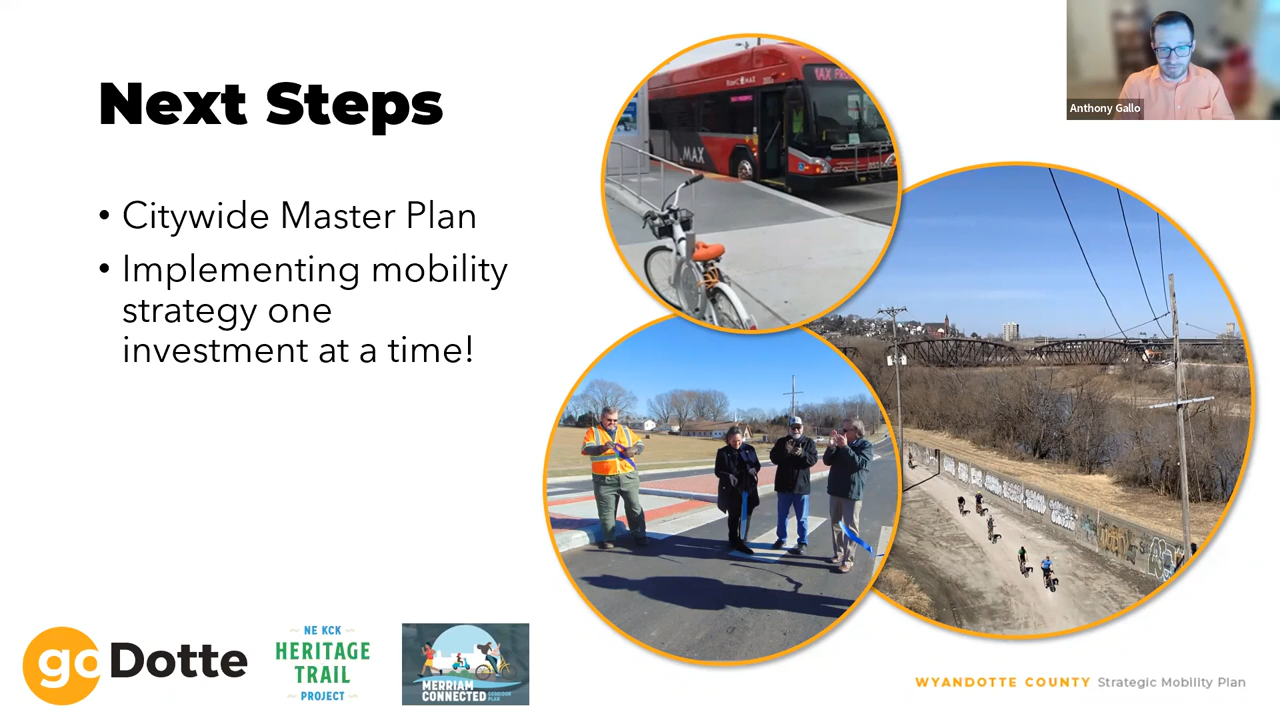 Next Steps
• Citywide Master Plan
• Implementing mobility
strategy one
investment at a time!
Anthony Gallo
MAX
MAX
go Dotte
NE KCK
HERITAGE
TRAIL
PROJECT
MERRIAM
CONNECTED
WYANDOTTE COUNTY Strategic Mobility Plan